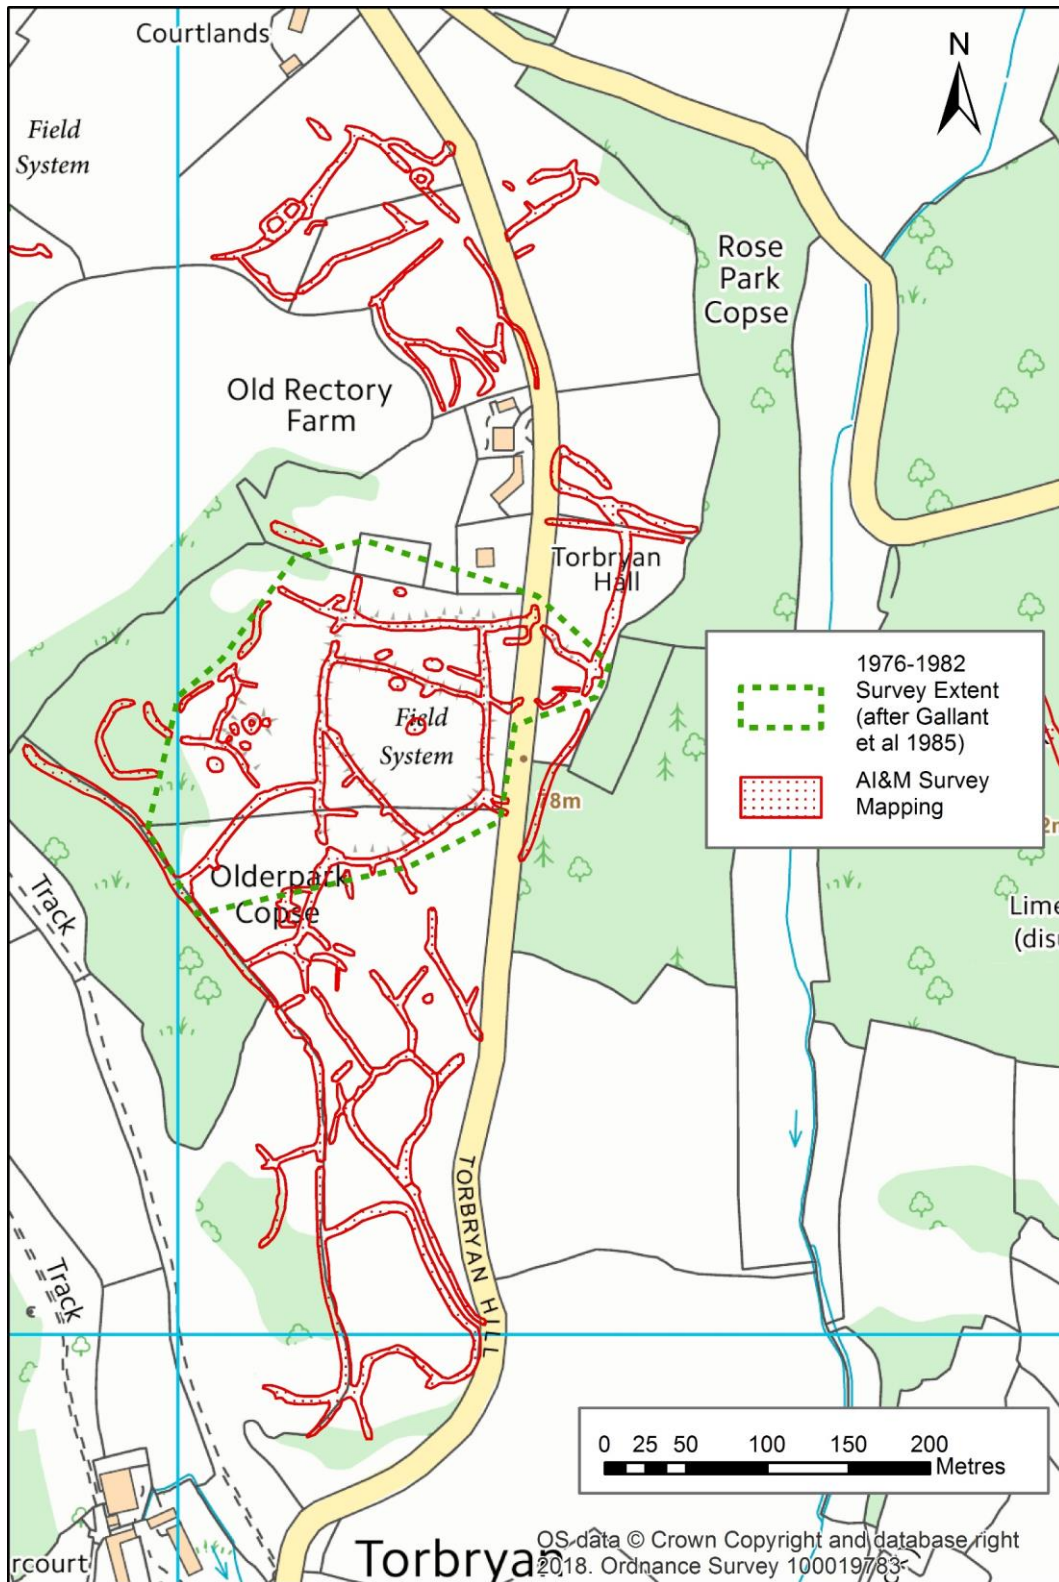 Courtlands
N
Field
System
Rose
Park
Copse
Old Rectory
Farm
Torbryan
Hall
1976-1982
Survey Extent
(after Gallant
et al 1985)
AI&M Survey
Mapping
Field
System
8m
Olderpark
Copse
Track
Lime
(dis
TORBRYAN HILL
Track
0 25 50 100 150 200
Metres
Torbryan
rcourt
OS data © Crown Copyright and database right
2018. Ordnance Survey 100019783